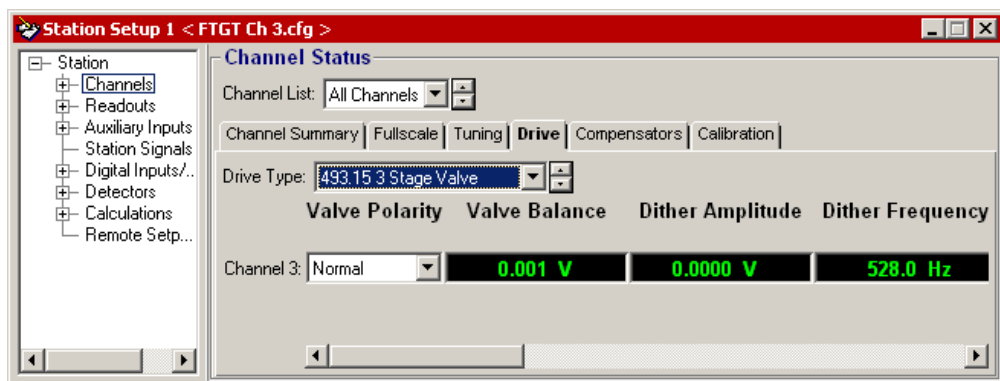 Station Setup 1 < FTGT Ch 3.cfg >
Station
Channels
Readouts
Auxiliary Inputs
Station Signals
Digital Inputs/..
Detectors
Calculations
Remote Setp...
Channel Status
Channel List: All Channels
Channel Summary Fullscale Tuning Drive Compensators Calibration
Drive Type: 493.15 3 Stage Valve
Valve Polarity Valve Balance Dither Amplitude Dither Frequency
Channel 3: Normal 0.001 V 0.0000 V 528.0 Hz